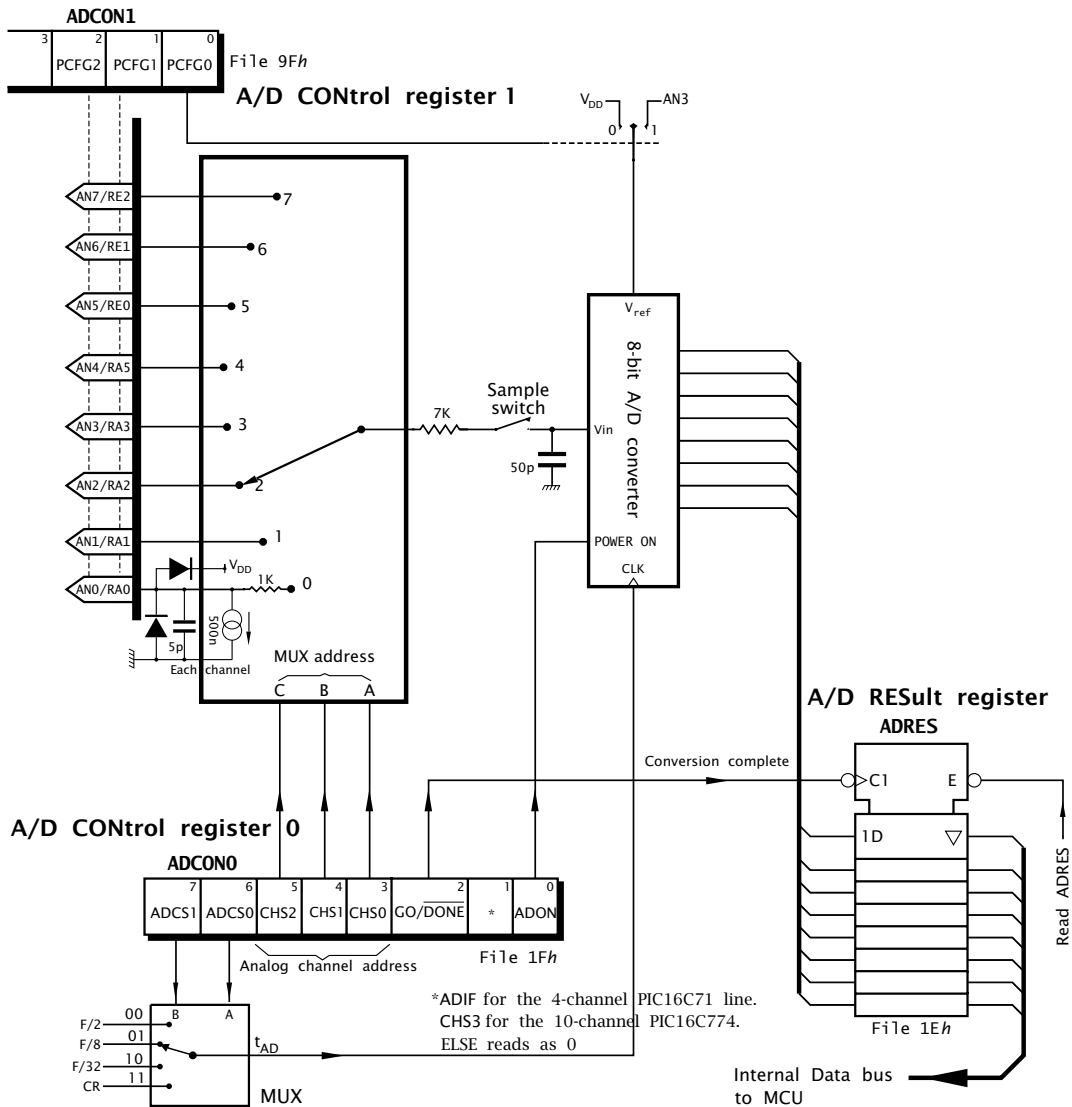 ADCON1
3 2 1 0
PCFG2 PCFG1 PCFG0
File 9Fh
A/D CONtrol register 1
VDD AN3
0 1
AN7/RE2 7
AN6/RE1 6
AN5/RE0 5
AN4/RA5 4
AN3/RA3 3
AN2/RA2 2
AN1/RA1 1
AN0/RA0 0
VDD
1K
5p
500n
Each channel
MUX address
C B A
7K
Sample
switch
50p
Vref
8-bit A/D converter
Vin
POWER ON
CLK
A/D RESult register
ADRES
Conversion complete
C1 E
1D
Read ADRES
File 1Eh
Internal Data bus
to MCU
A/D CONtrol register 0
ADCON0
7 6 5 4 3 2 1 0
ADCS1 ADCS0 CHS2 CHS1 CHS0 GO/DONE * ADON
File 1Fh
Analog channel address
*ADIF for the 4-channel PIC16C71 line.
CHS3 for the 10-channel PIC16C774.
ELSE reads as 0
B A
F/2 00
F/8 01
F/32 10
CR 11
tAD
MUX